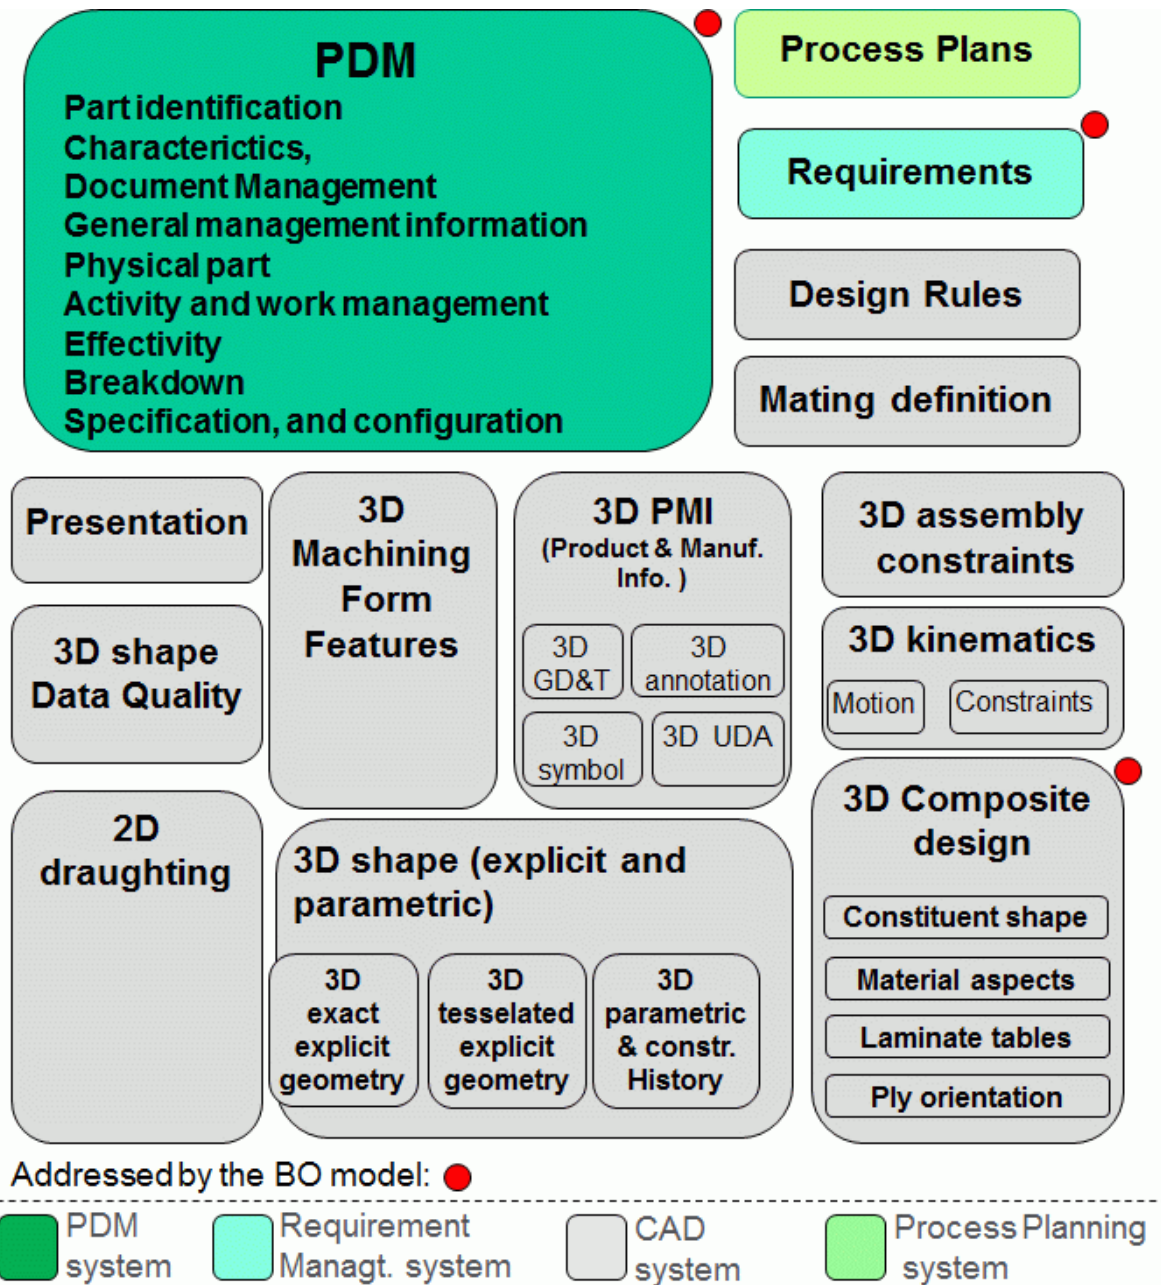 PDM
Part identification
Characterictics,
Document Management
General management information
Physical part
Activity and work management
Effectivity
Breakdown
Specification, and configuration
Process Plans
Requirements
Design Rules
Mating definition
Presentation
3D shape
Data Quality
2D
draughting
3D
Machining
Form
Features
3D PMI
(Product & Manuf.
Info. )
3D
GD&T
3D
annotation
3D
symbol
3D UDA
3D assembly
constraints
3D kinematics
Motion
Constraints
3D shape (explicit and
parametric)
3D
exact
explicit
geometry
3D
tesselated
explicit
geometry
3D
parametric
& constr.
History
3D Composite
design
Constituent shape
Material aspects
Laminate tables
Ply orientation
Addressed by the BO model:
PDM
system
Requirement
Managt. system
CAD
system
Process Planning
system